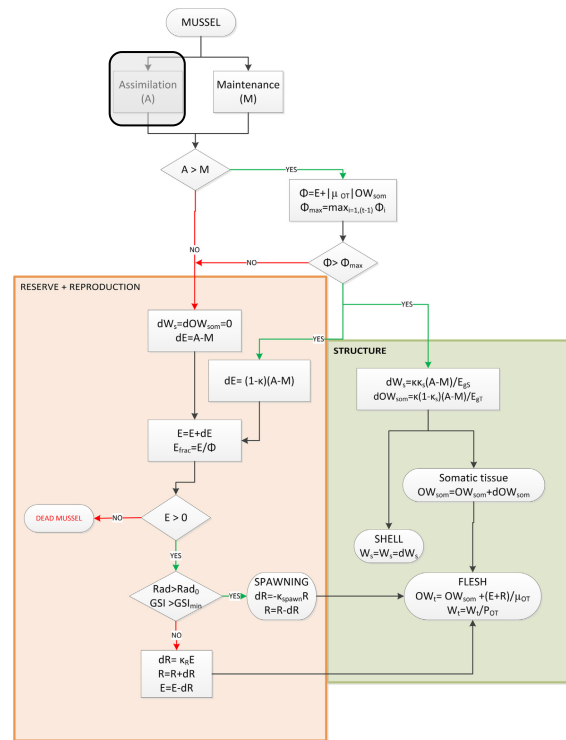 MUSSEL
Assimilation
(A)
Maintenance
(M)
A > M
YES
Φ=E+|μ OT|OWsom
Φmax=maxi=1,(t-1) Φi
NO
NO
Φ> Φmax
RESERVE + REPRODUCTION
YES
YES
STRUCTURE
dWs=dOWsom=0
dE=A-M
dE= (1-κ)(A-M)
dWs=κκs(A-M)/EgS
dOWsom=κ(1-κs)(A-M)/EgT
E=E+dE
Efrac=E/Φ
Somatic tissue
OWsom=OWsom+dOWsom
DEAD MUSSEL
NO
E > 0
SHELL
Ws=Ws=dWs
YES
Rad>Rad0
GSI >GSImin
YES
SPAWNING
dR=-κspawnR
R=R-dR
FLESH
OWt= OWsom +(E+R)/μOT
Wt=Wt/POT
NO
dR= κRE
R=R+dR
E=E-dR